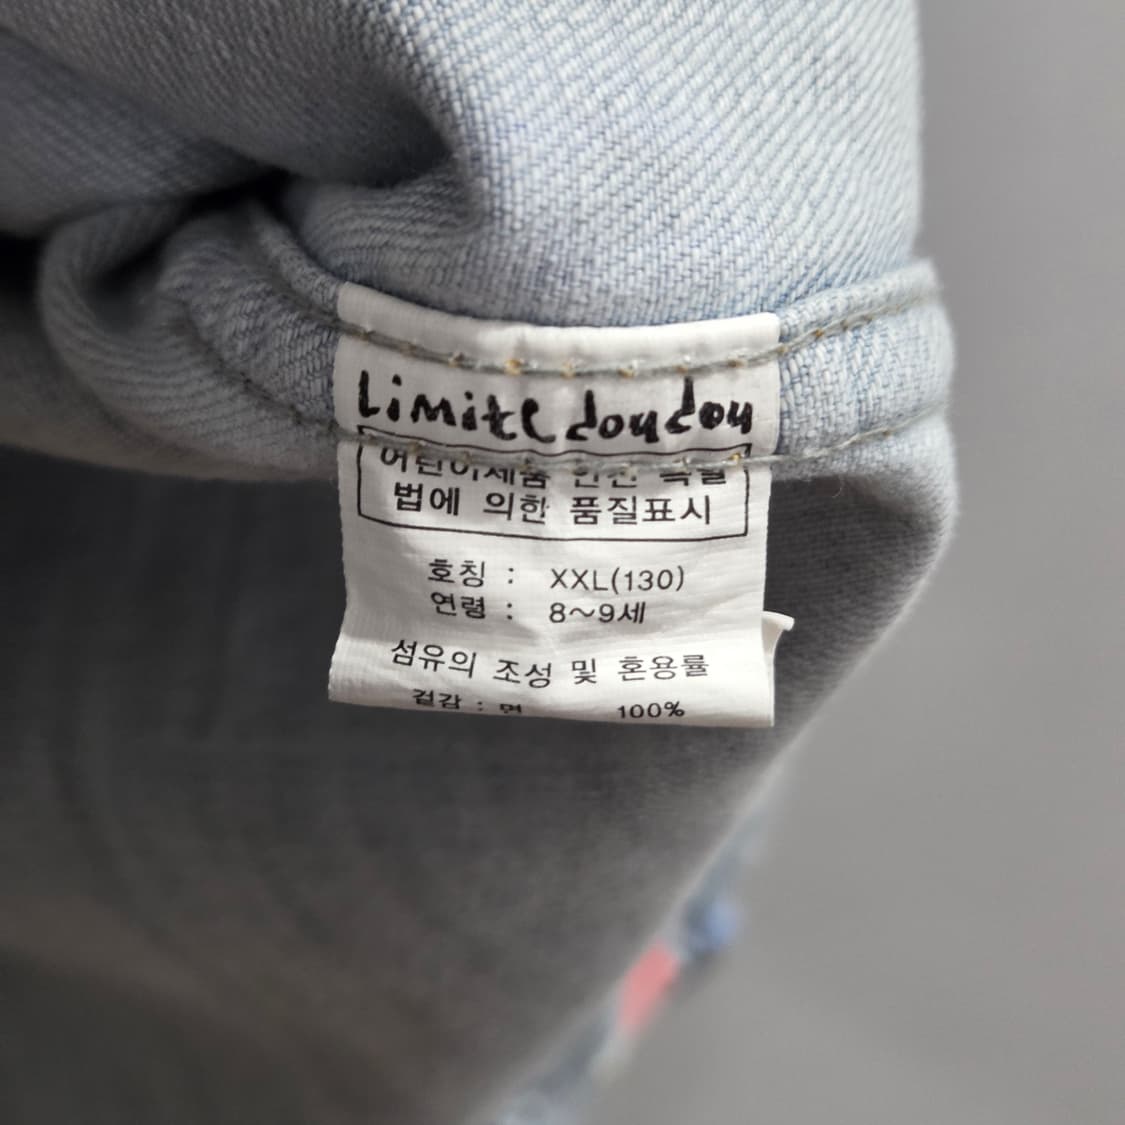 Limite doudou
어린이제품 안전 특별
법에 의한 품질표시
호칭 : XXL(130)
연령 : 8~9세
섬유의 조성 및 혼용률
겉감 : 면 100%